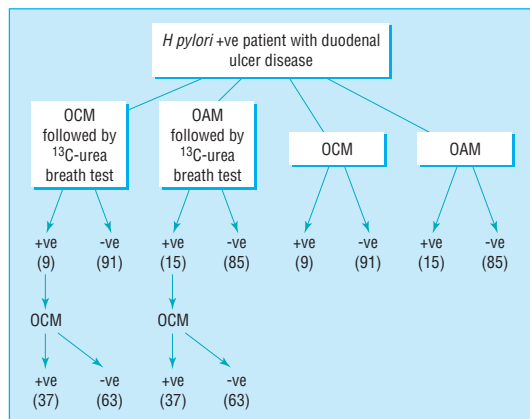 H pylori +ve patient with duodenal
ulcer disease
OCM
followed by
¹³C-urea
breath test
OAM
followed by
¹³C-urea
breath test
OCM
OAM
+ve
(9)
-ve
(91)
+ve
(15)
-ve
(85)
+ve
(9)
-ve
(91)
+ve
(15)
-ve
(85)
OCM
OCM
+ve
(37)
-ve
(63)
+ve
(37)
-ve
(63)